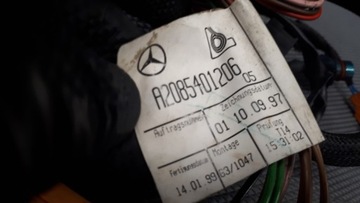 A2085401206 05
Auftragsnummer
Zeichnungsdatum
01 10.09.97
Fertigungsdatum
Montage
Prüfung
14.01.99
63/1047
T14
15:31.02